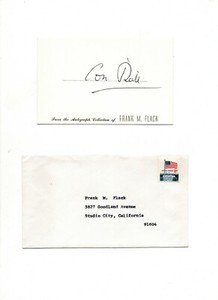 From the Autograph Collection of FRANK M. FLACK
Frank M. Flack
3827 Goodland Avenue
Studio City, California
91604